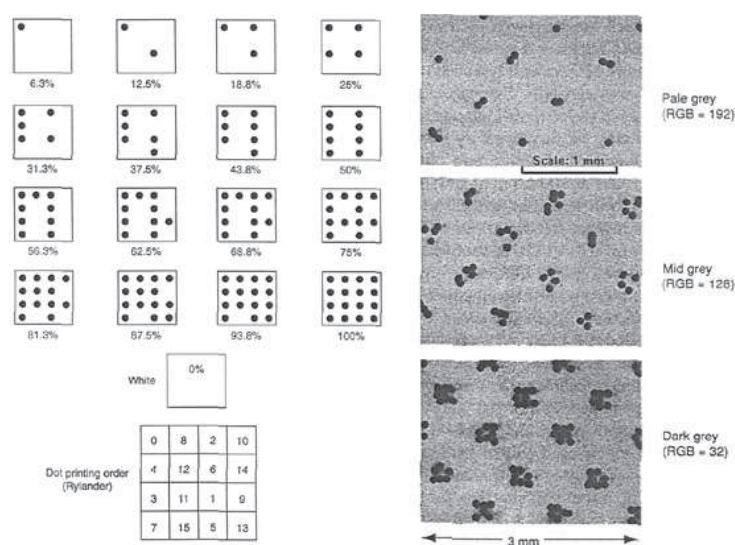 6.3% 12.5% 18.8% 25%
31.3% 37.5% 43.8% 50%
56.3% 62.5% 68.8% 75%
81.3% 87.5% 93.8% 100%
White
0%
Dot printing order
(Rylander)
0 8 2 10
4 12 6 14
3 11 1 9
7 15 5 13
Pale grey
(RGB = 192)
Scale: 1 mm
Mid grey
(RGB = 128)
Dark grey
(RGB = 32)
3 mm